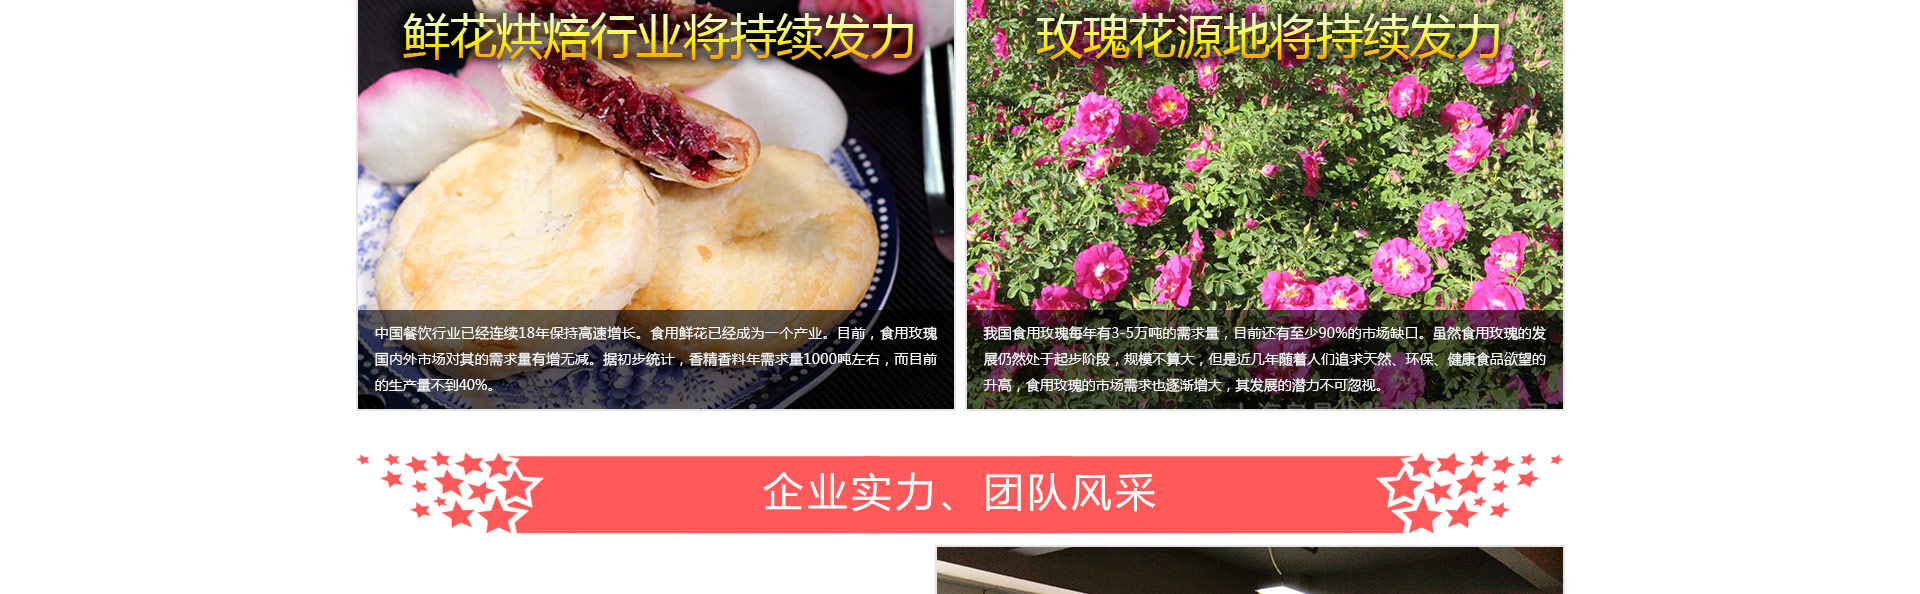 鲜花烘焙行业将持续发力
中国餐饮行业已经连续18年保持高速增长。食用鲜花已经成为一个产业。目前，食用玫瑰
国内外市场对其的需求量有增无减。据初步统计，香精香料年需求量1000吨左右，而目前
的生产量不到40%。
玫瑰花源地将持续发力
我国食用玫瑰每年有3-5万吨的需求量，目前还有至少90%的市场缺口。虽然食用玫瑰的发
展仍然处于起步阶段，规模不算大，但是近几年随着人们追求天然、环保、健康食品欲望的
升高，食用玫瑰的市场需求也逐渐增大，其发展的潜力不可忽视。
企业实力、团队风采